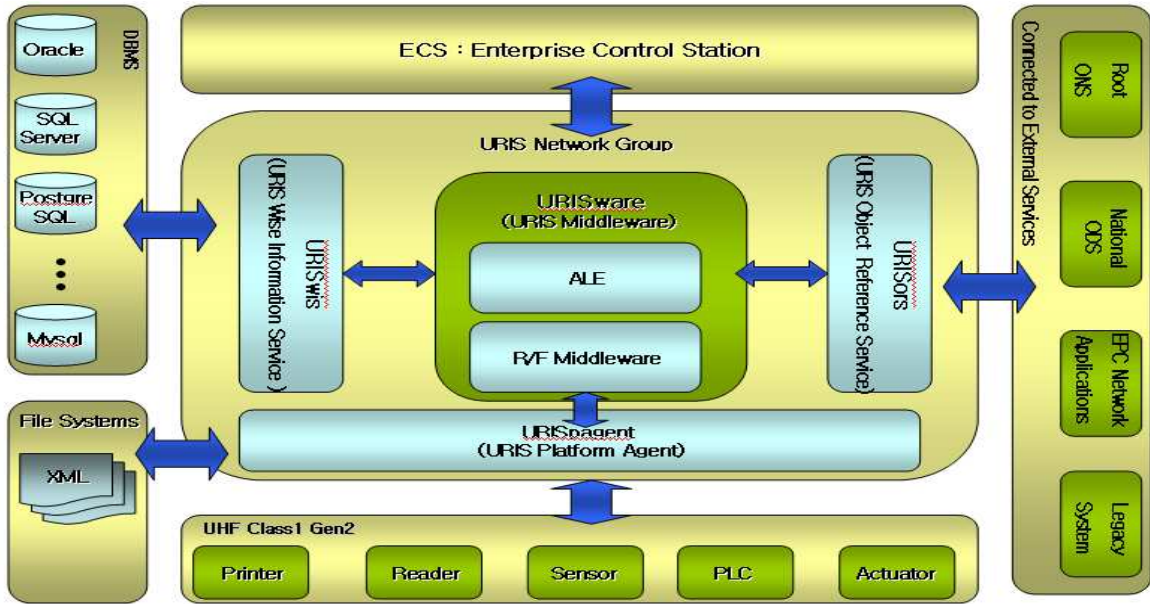 DBMS
Oracle
SQL
Server
Postgre
SQL
Mysql
File Systems
XML
ECS : Enterprise Control Station
URIS Network Group
URISwis
(URIS Wise Information Service )
URISware
(URIS Middleware)
ALE
R/F Middleware
URISors
(URIS Object Reference Service)
URISpagent
(URIS Platform Agent)
UHF Class1 Gen2
Printer
Reader
Sensor
PLC
Actuator
Connected to External Services
Root
ONS
National
ODS
EPC Network
Applications
Legacy
System